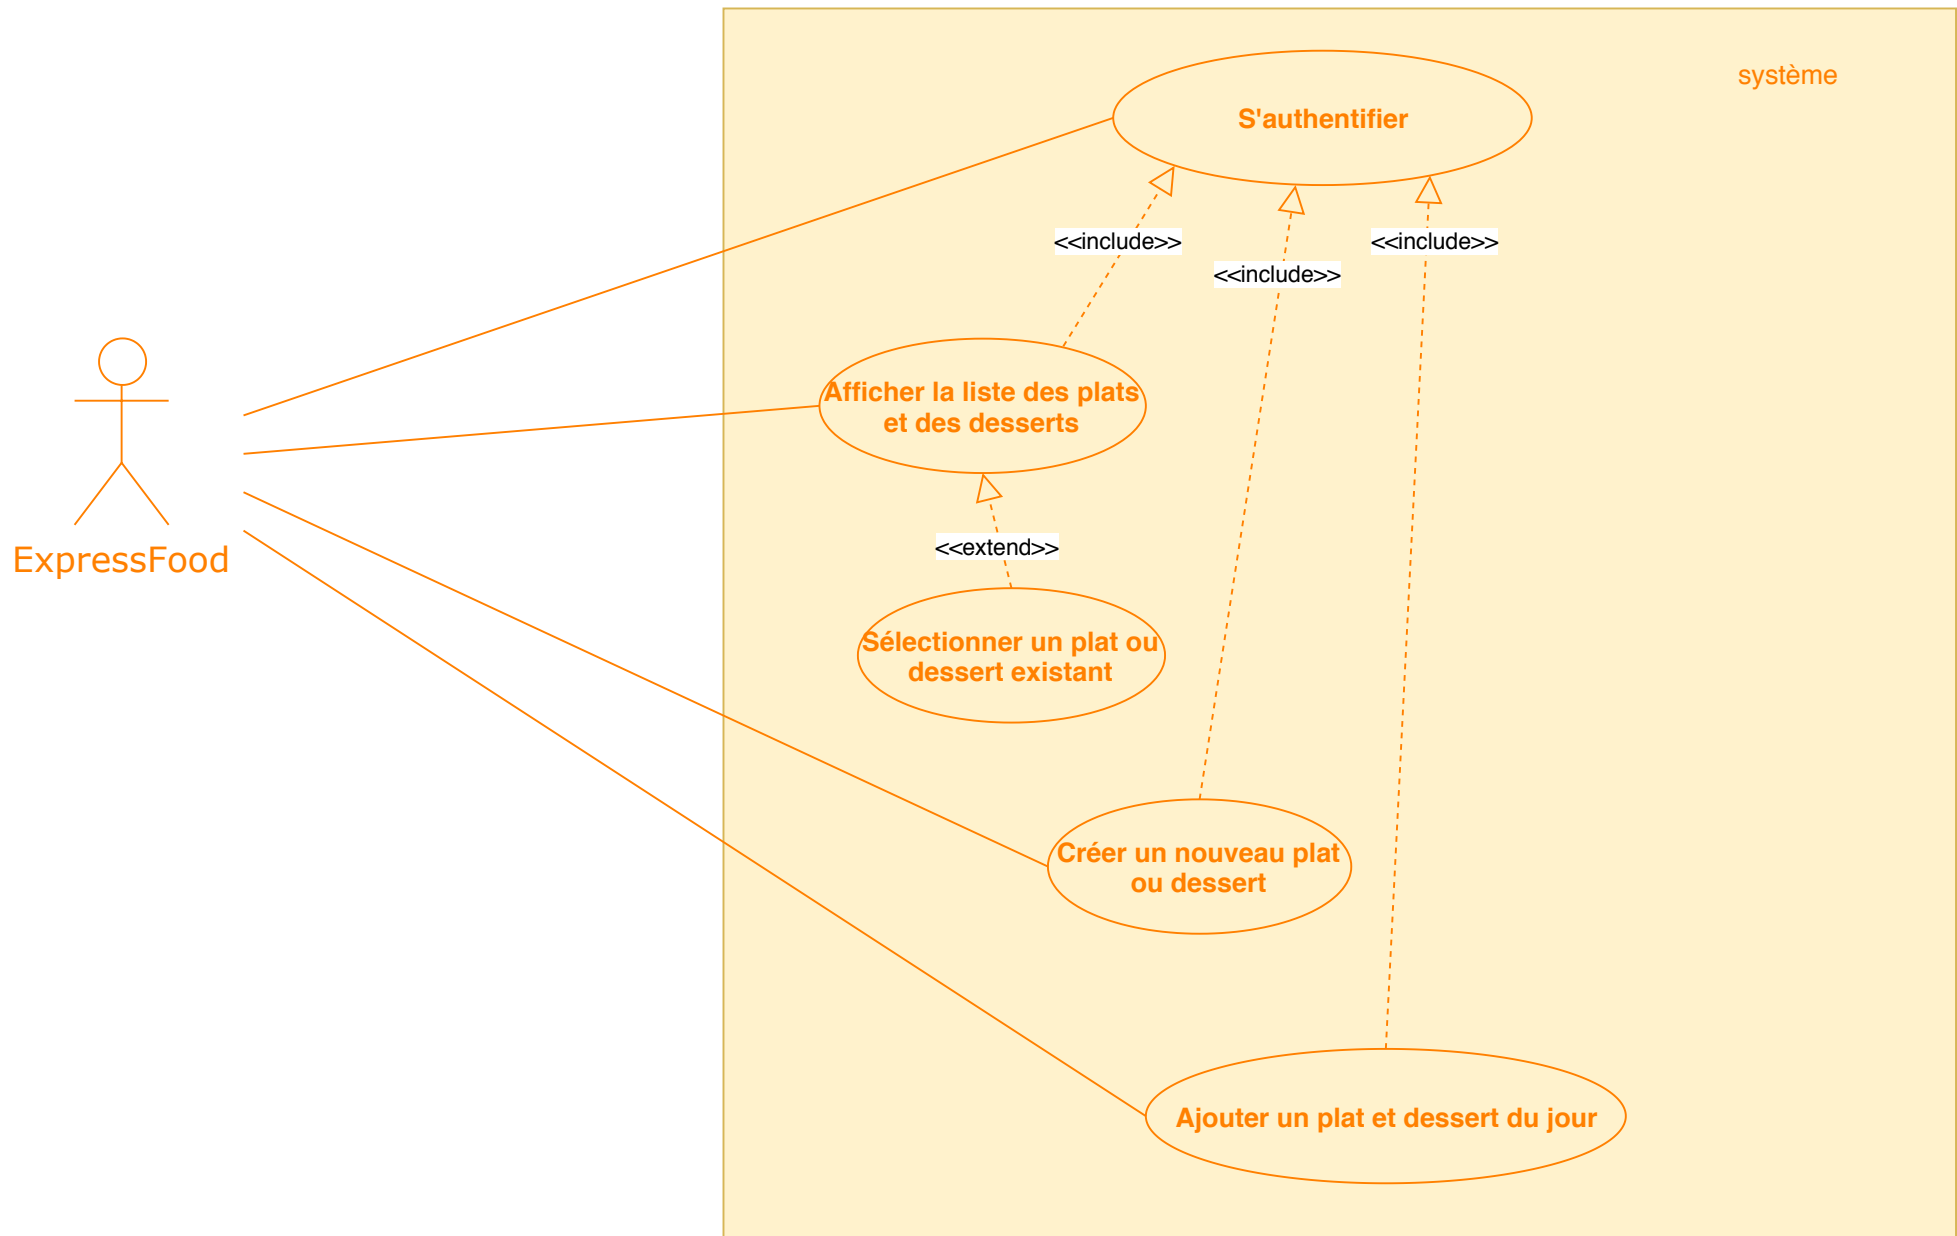 système
S'authentifier
<<include>>
<<include>>
<<include>>
Afficher la liste des plats
et des desserts
ExpressFood
<<extend>>
Sélectionner un plat ou
dessert existant
Créer un nouveau plat
ou dessert
Ajouter un plat et dessert du jour